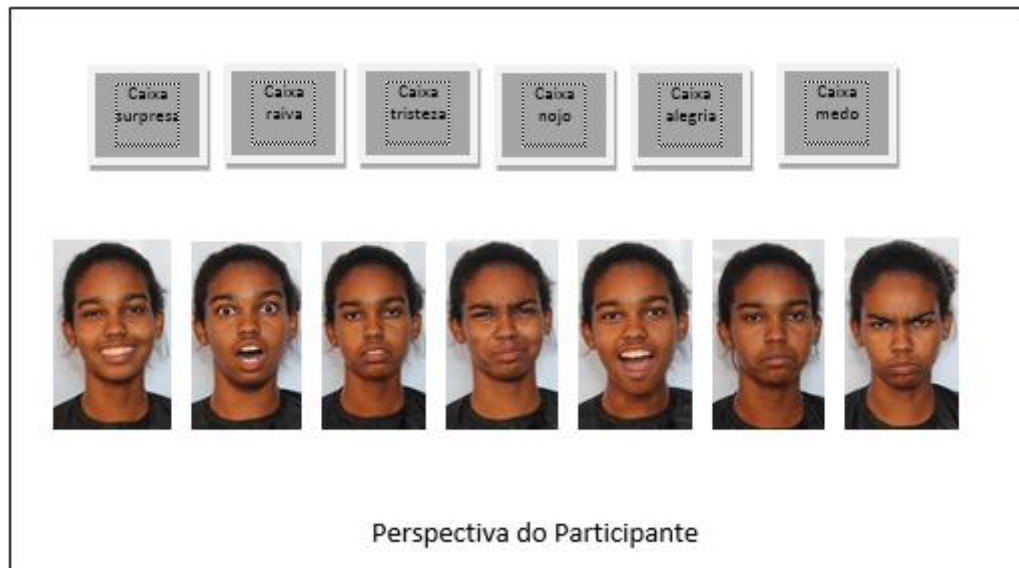 Caixa
surpresa
Caixa
raiva
Caixa
tristeza
Caixa
nojo
Caixa
alegria
Caixa
medo
Perspectiva do Participante